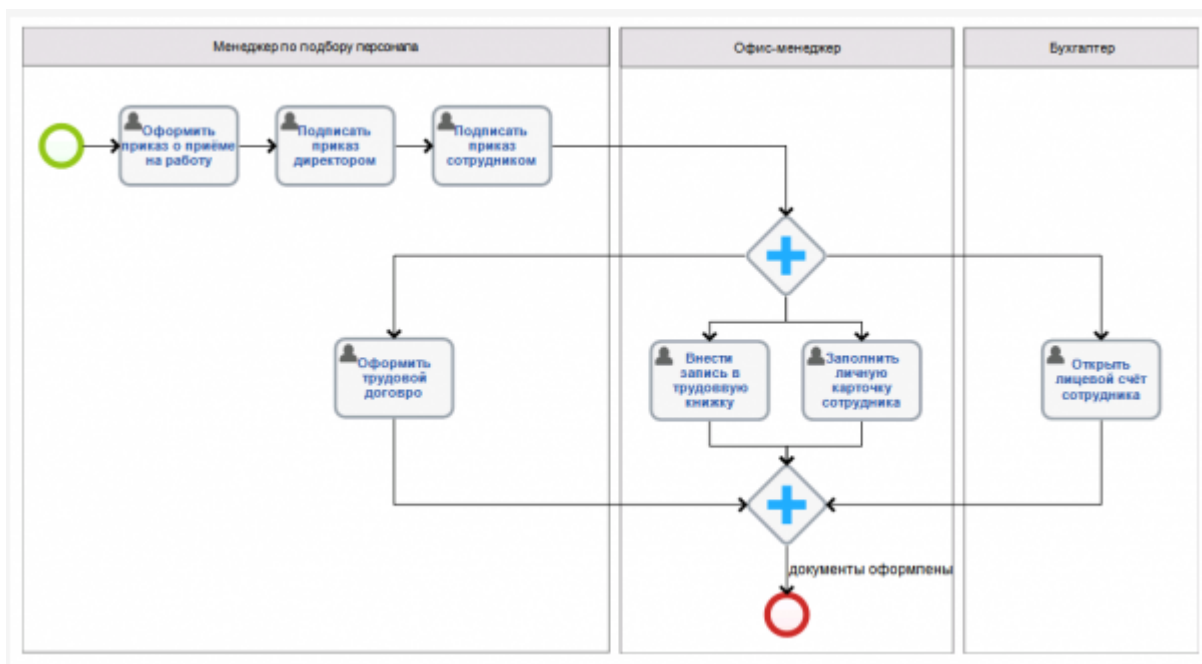 Менеджер по подбору персонала
Офис-менеджер
Бухгалтер
Оформить
приказ о приёме
на работу
Подписать
приказ
директором
Подписать
приказ
сотрудником
Оформить
трудовой
договро
Внести
запись в
трудоввую
книжку
Заполнить
личную
карточку
сотрудника
Открыть
лицевой счёт
сотрудника
документы оформлены